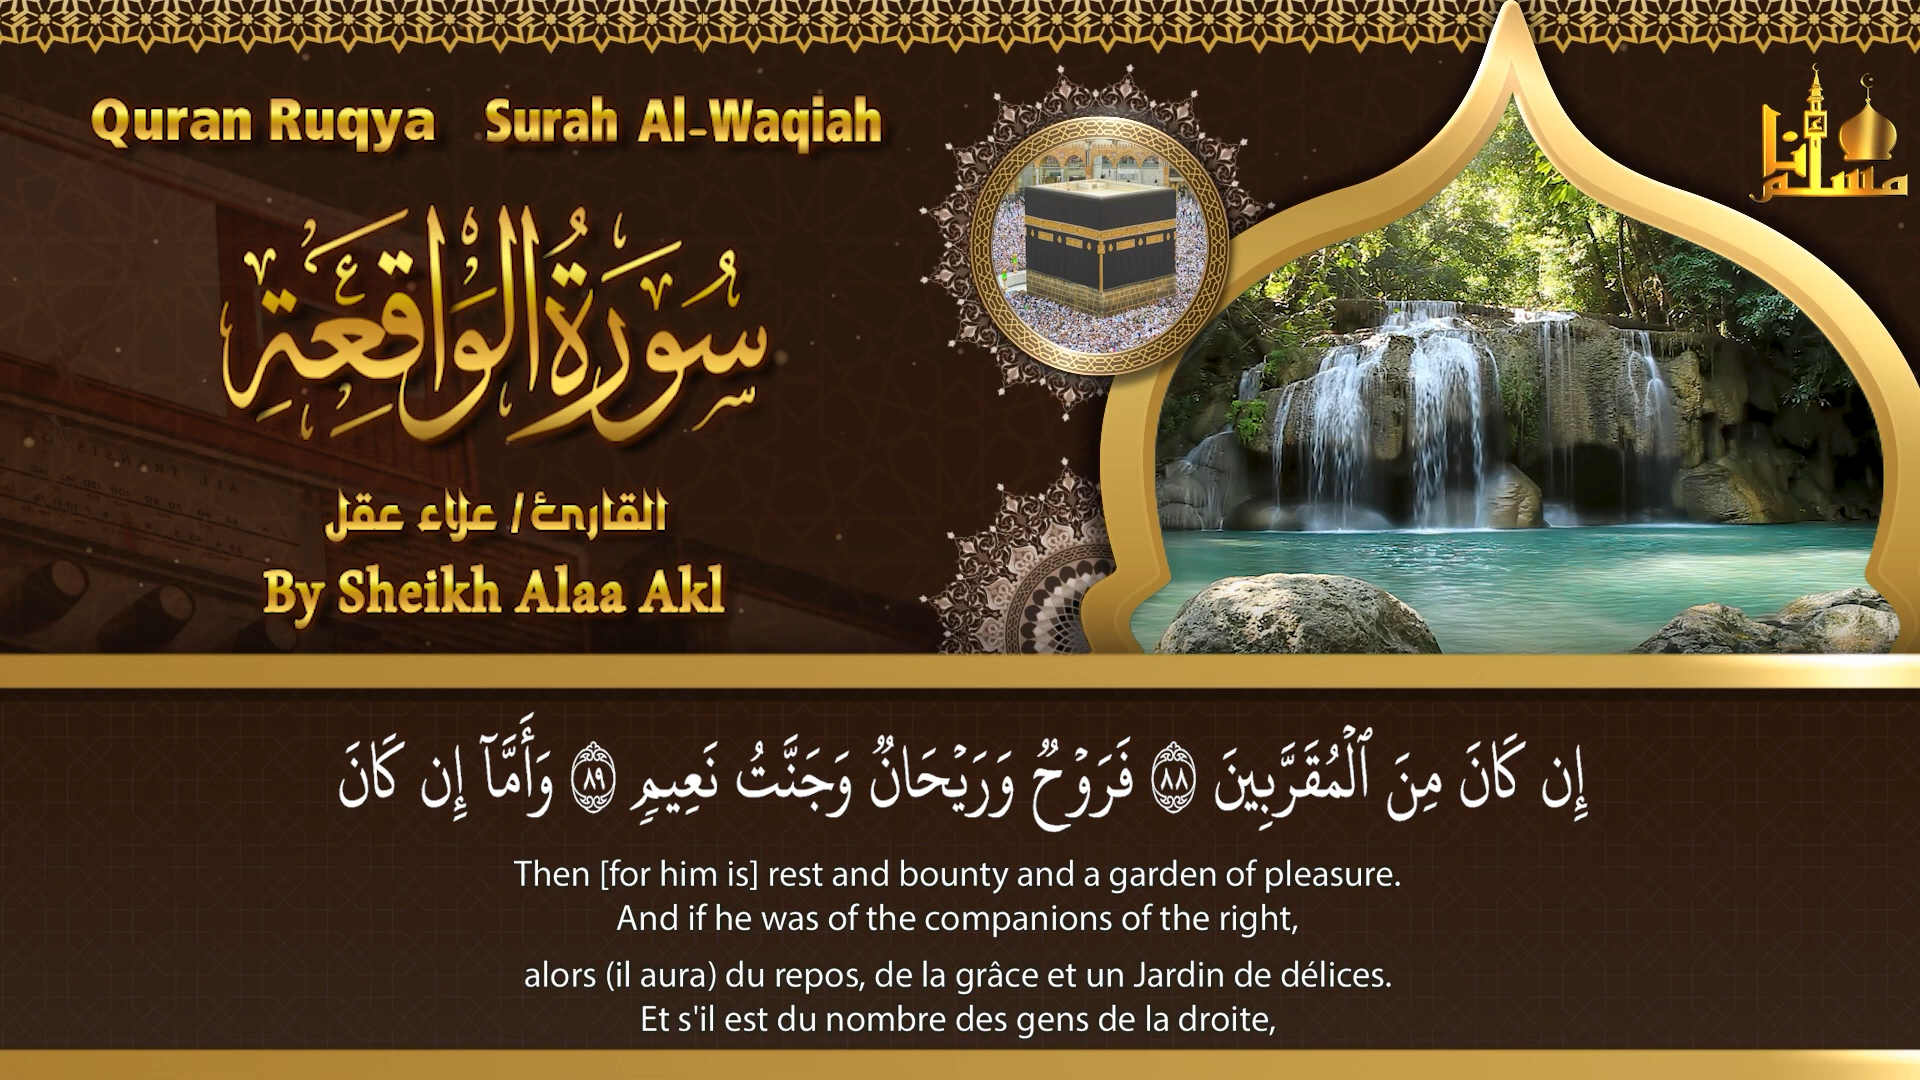 Quran Ruqya Surah Al-Waqiah
سُورَةُ الْوَاقِعَةِ
القارئ / علاء عقل
By Sheikh Alaa Akl
أنا مسلم
إِن كَانَ مِنَ ٱلْمُقَرَّبِينَ ٨٨ فَرَوْحٌ وَرَيْحَانٌ وَجَنَّتُ نَعِيمٍ ٨٩ وَأَمَّآ إِن كَانَ
Then [for him is] rest and bounty and a garden of pleasure.
And if he was of the companions of the right,
alors (il aura) du repos, de la grâce et un Jardin de délices.
Et s'il est du nombre des gens de la droite,